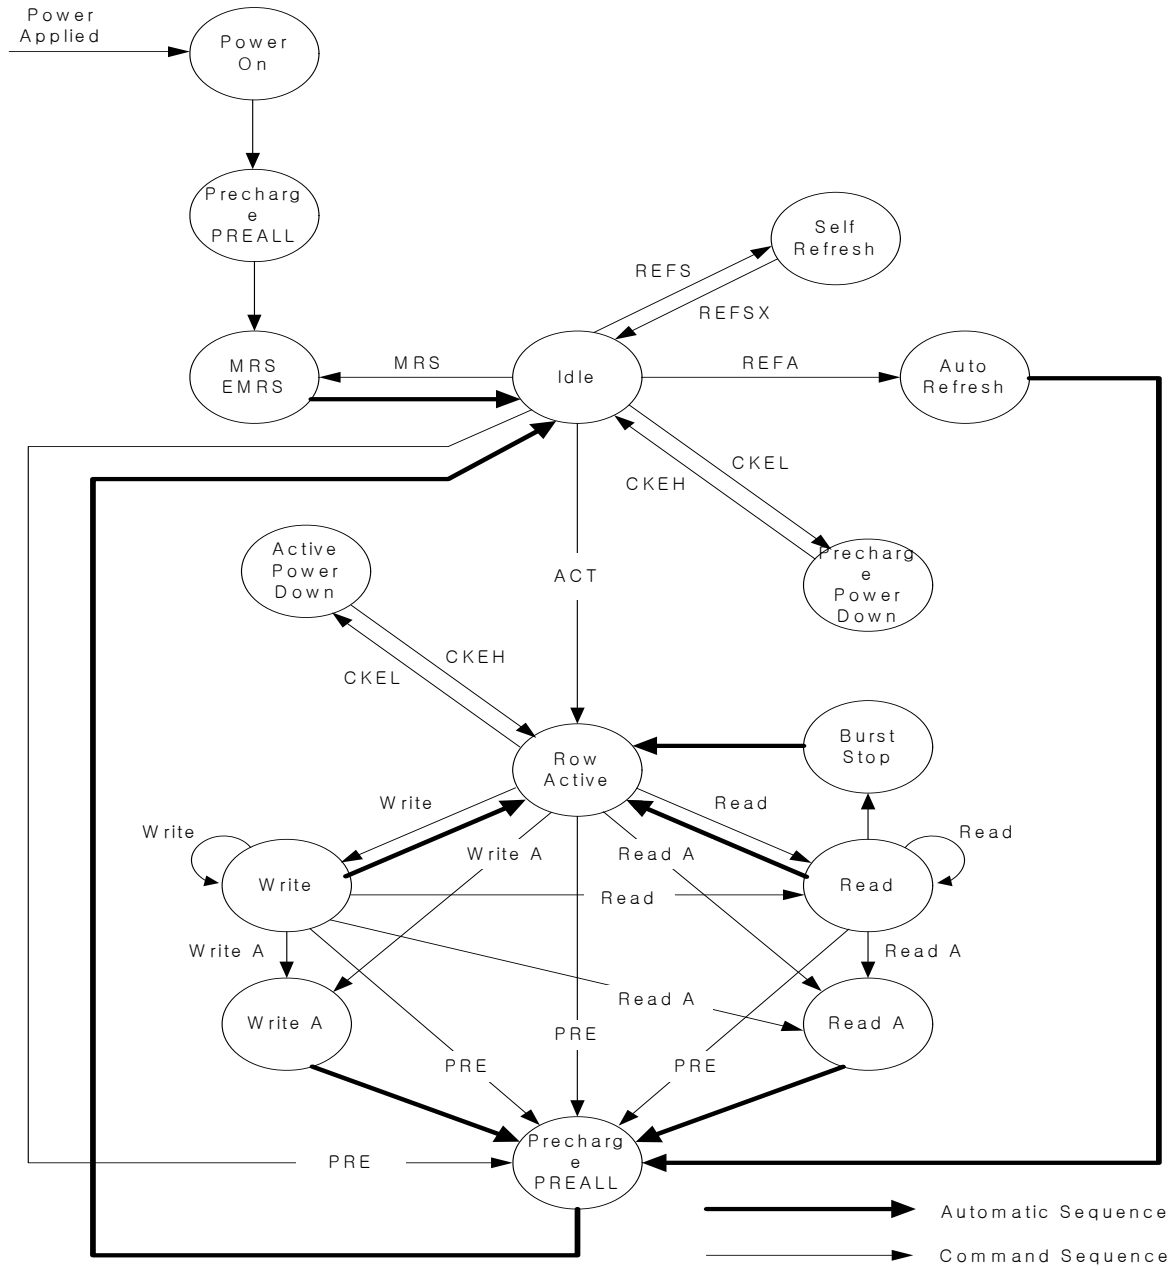 Power
Applied
Power
On
Precharg
e
PREALL
Self
Refresh
REFS
REFSX
MRS
EMRS
MRS
Idle
REFA
Auto
Refresh
CKEL
CKEH
Active
Power
Down
Precharg
e
Power
Down
ACT
CKEH
CKEL
Burst
Stop
Row
Active
Write
Read
Write
Read
Write A
Read A
Write
Read
Read
Write A
Read A
Read A
Write A
Read A
PRE
PRE
PRE
Precharg
e
PREALL
PRE
Automatic Sequence
Command Sequence